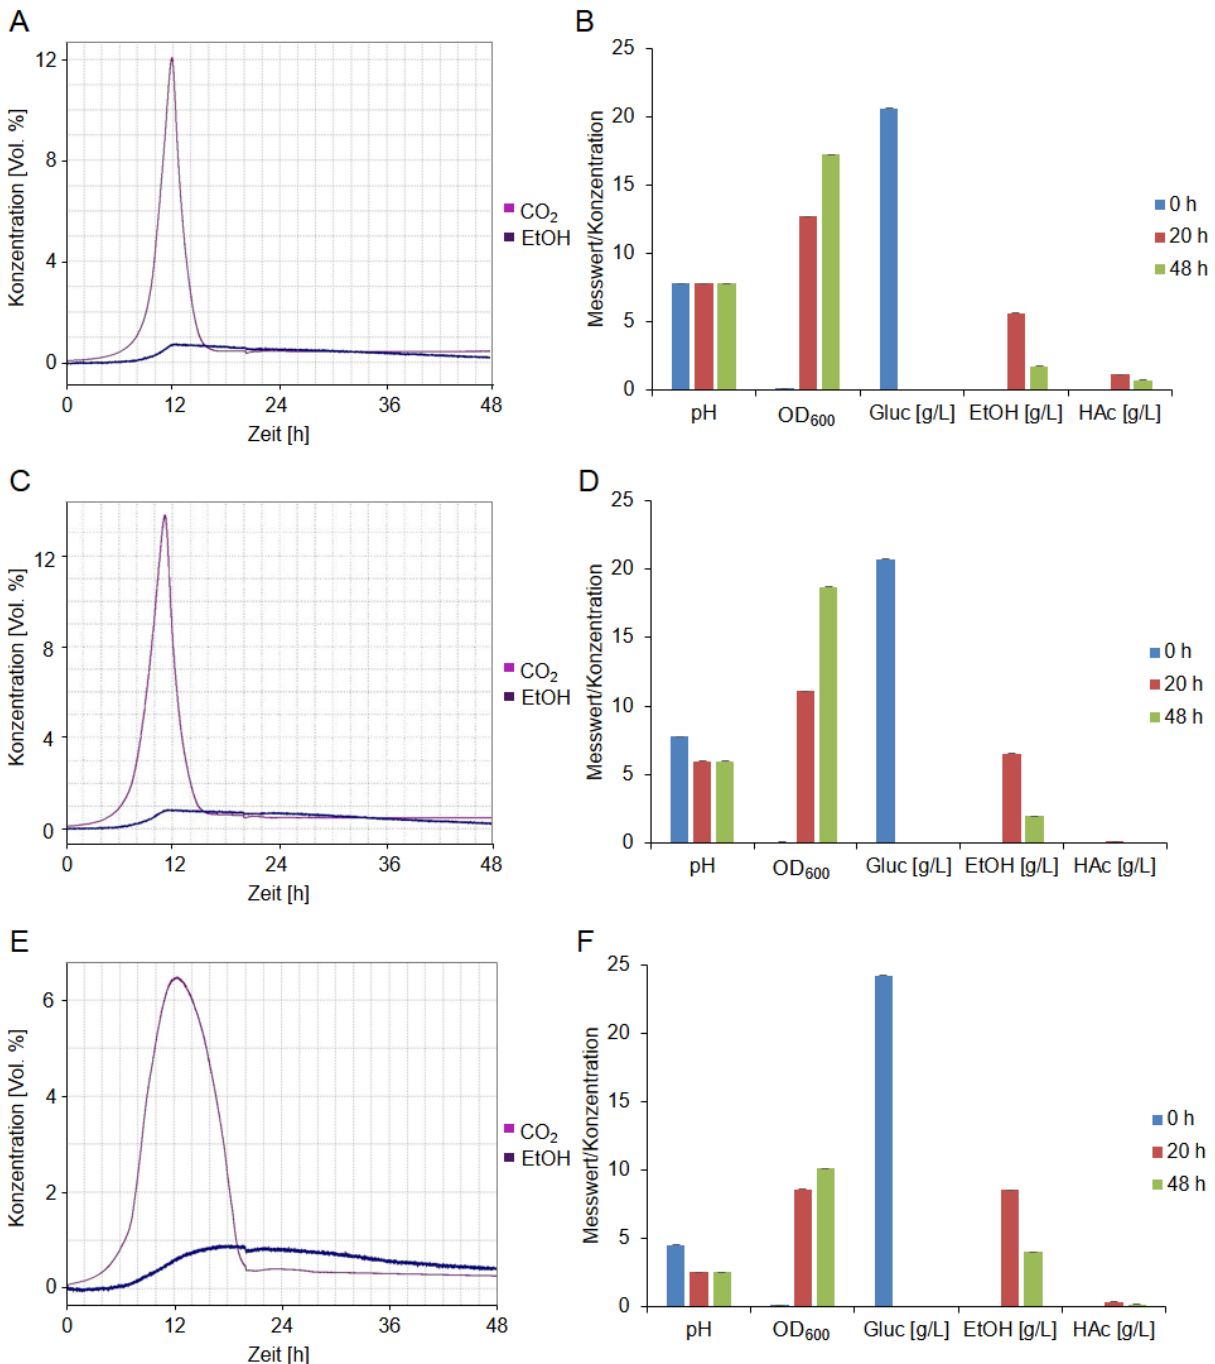 A
Konzentration [Vol. %]
12
8
4
0
0 12 24 36 48
Zeit [h]
CO₂
EtOH
B
Messwert/Konzentration
25
20
15
10
5
0
pH OD₆₀₀ Gluc [g/L] EtOH [g/L] HAc [g/L]
0 h
20 h
48 h
C
Konzentration [Vol. %]
12
8
4
0
0 12 24 36 48
Zeit [h]
CO₂
EtOH
D
Messwert/Konzentration
25
20
15
10
5
0
pH OD₆₀₀ Gluc [g/L] EtOH [g/L] HAc [g/L]
0 h
20 h
48 h
E
Konzentration [Vol. %]
6
4
2
0
0 12 24 36 48
Zeit [h]
CO₂
EtOH
F
Messwert/Konzentration
25
20
15
10
5
0
pH OD₆₀₀ Gluc [g/L] EtOH [g/L] HAc [g/L]
0 h
20 h
48 h